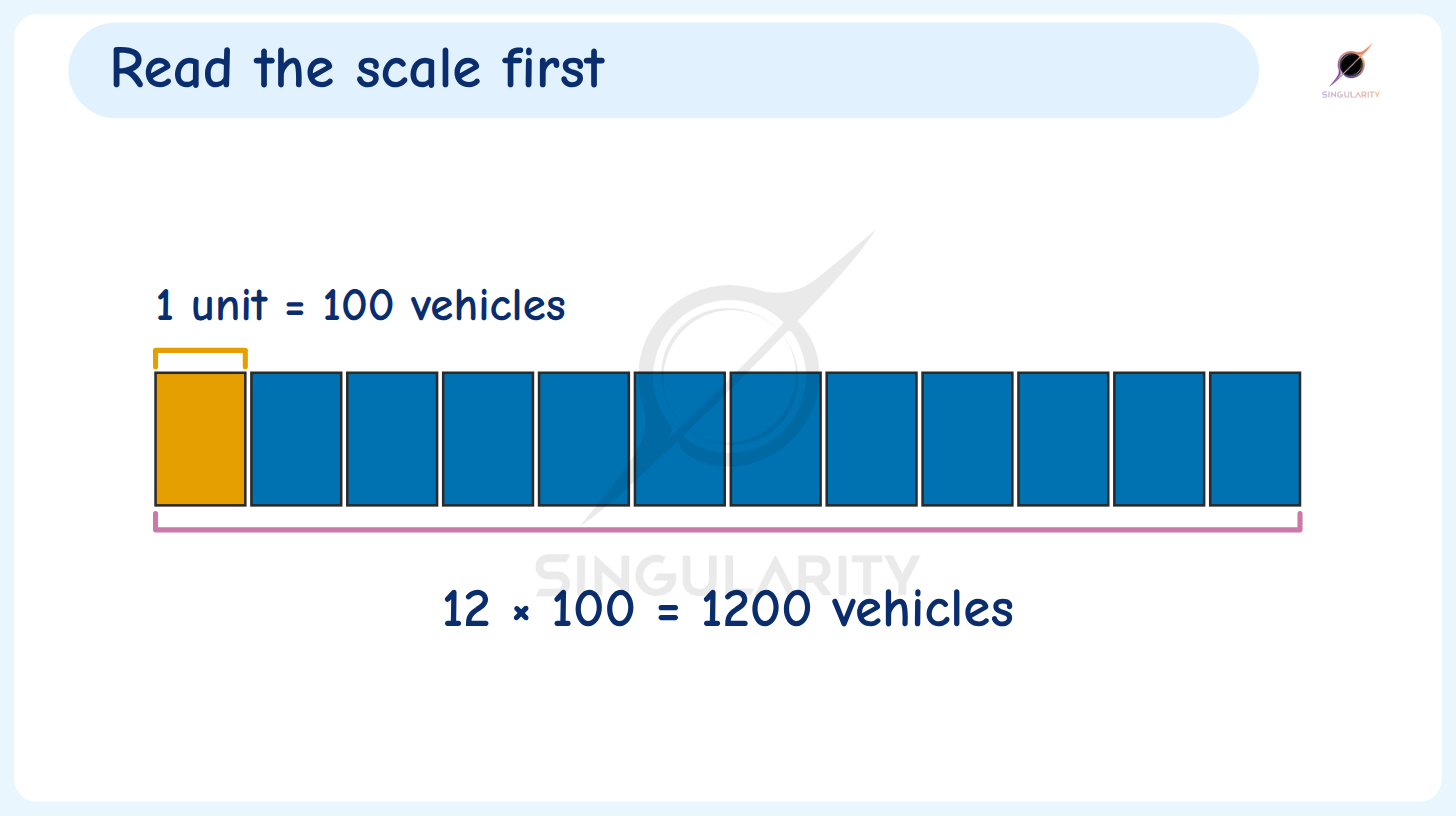 Read the scale first
SINGULARITY
1 unit = 100 vehicles
SINGULARITY
12 × 100 = 1200 vehicles